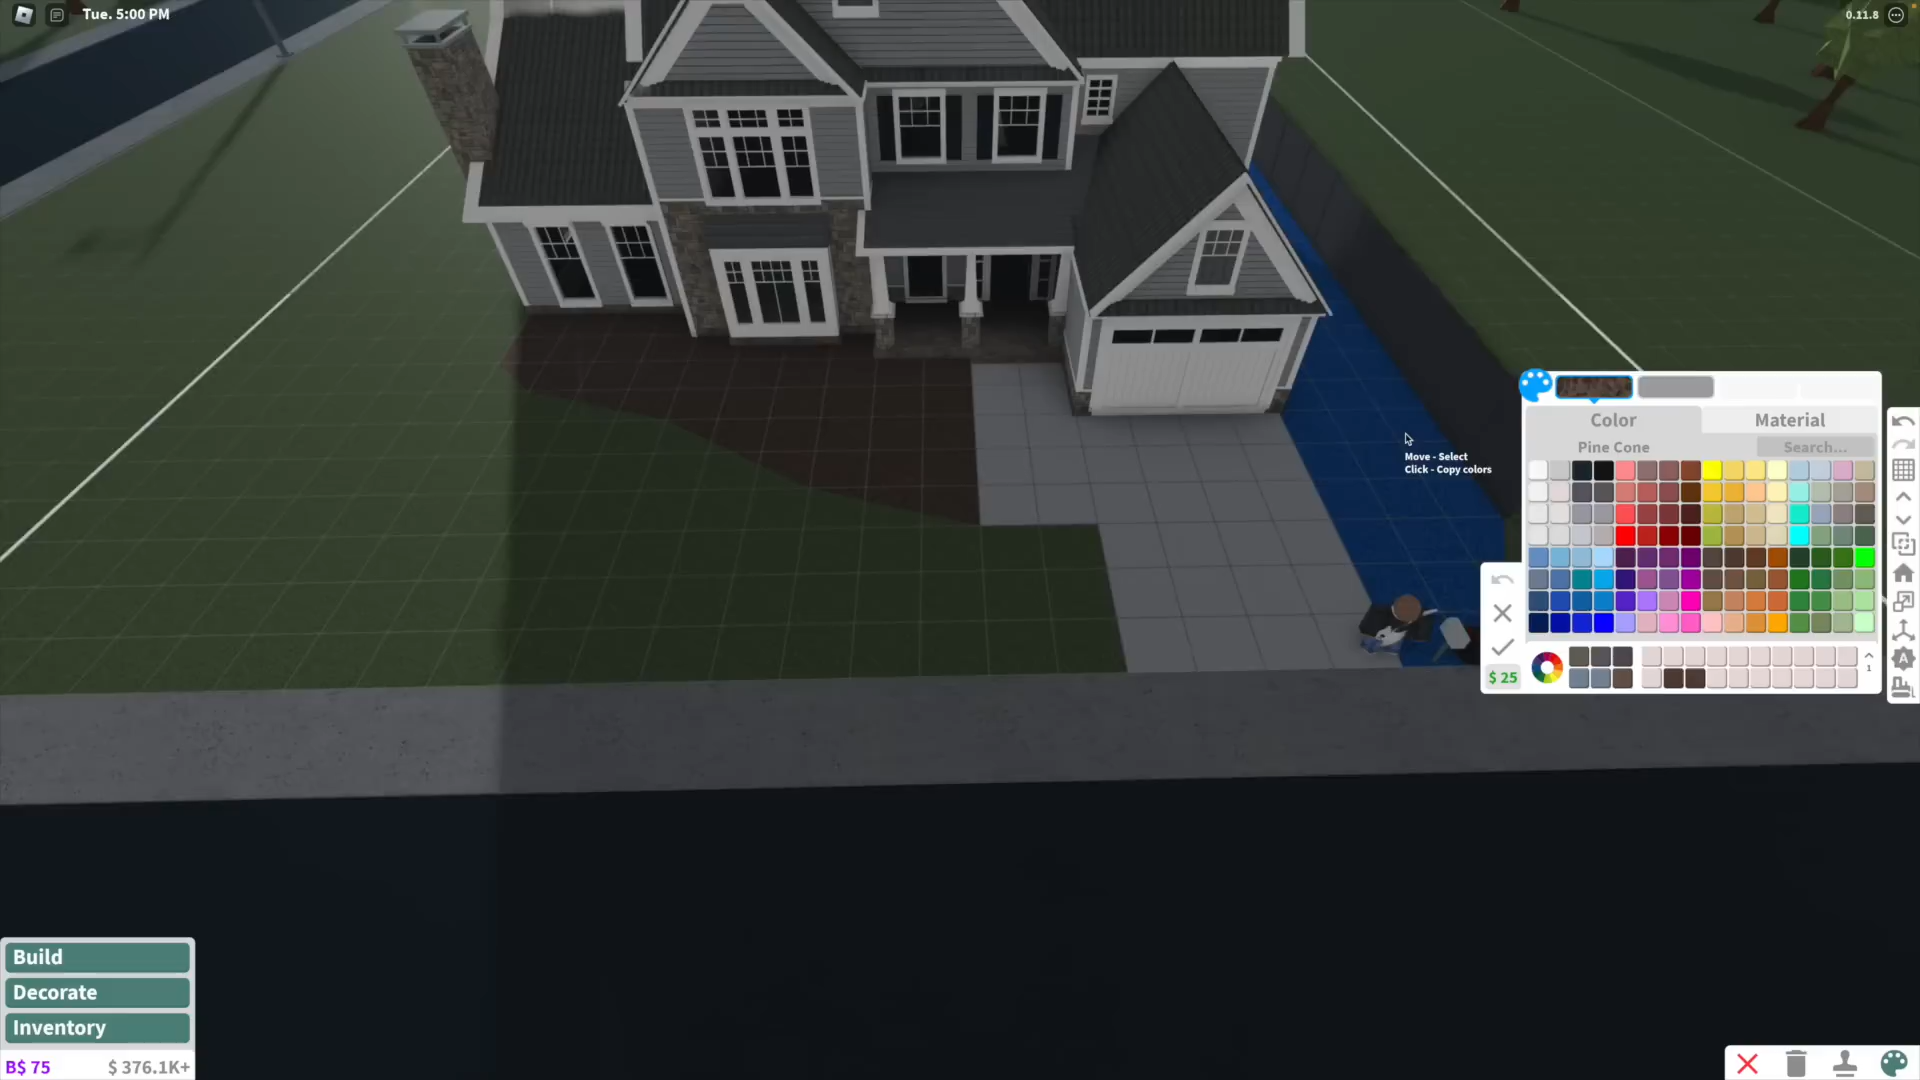 Tue. 5:00 PM
0.11.8
Move - Select
Click - Copy colors
Color
Material
Pine Cone
Search...
1
$ 25
A
Build
Decorate
Inventory
B$ 75
$ 376.1K+